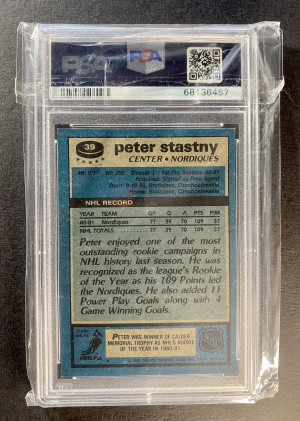 PSA
PSA
68136457
39
peter stastny
CENTER • NORDIQUES
NHL RECORD
YEAR TEAM GP G A PTS PIM
80-81 Nordiques 77 39 70 109 37
NHL TOTALS 77 39 70 109 37
Peter enjoyed one of the most
outstanding rookie campaigns in
NHL history last season. He was
recognized as the league's Rookie
of the Year as his 109 Points led
the Nordiques. He also added 11
Power Play Goals along with 4
Game Winning Goals.
PETER WAS WINNER OF CALDER
MEMORIAL TROPHY AS NHL'S ROOKIE
OF THE YEAR IN 1980-81.
NHL